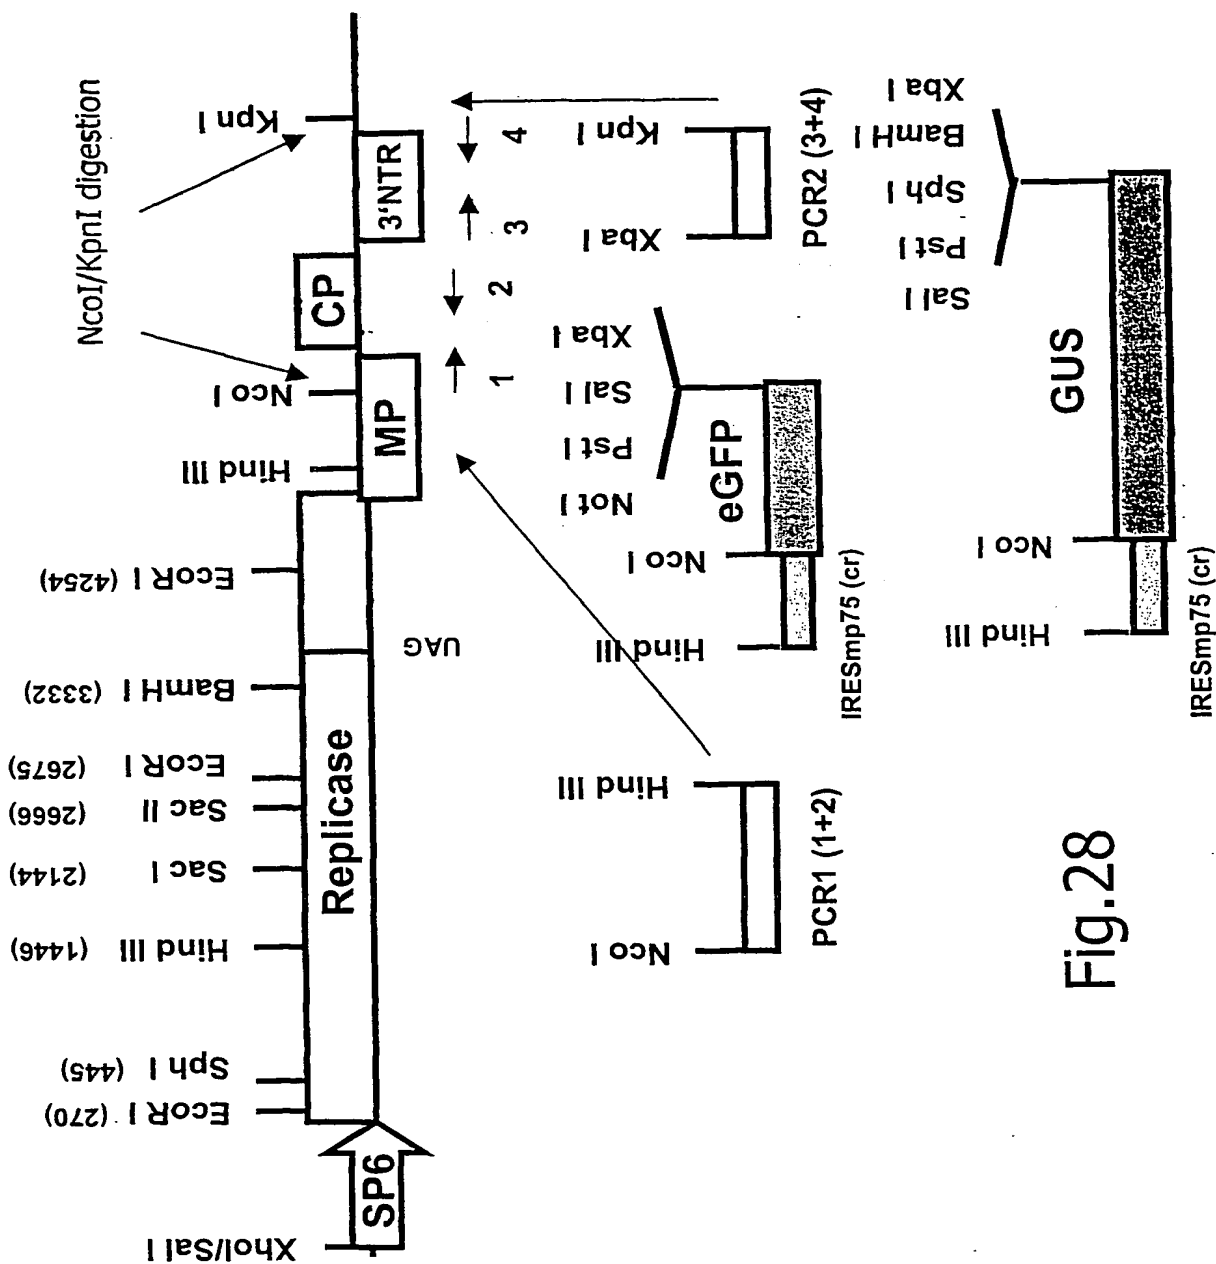 NcoI/KpnI digestion
XhoI/Sal I
EcoR I (270)
Sph I (445)
Hind III (1446)
Sac I (2144)
Sac II (2666)
EcoR I (2675)
BamH I (3332)
EcoR I (4254)
Hind III
Nco I
Kpn I
SP6
Replicase
MP
CP
3'NTR
UAG
1
2
3
4
Nco I
Hind III
PCR1 (1+2)
Hind III
Nco I
Not I
Pst I
Sal I
Xba I
eGFP
IRESmp75 (cr)
Xba I
Kpn I
PCR2 (3+4)
Hind III
Nco I
Sal I
Pst I
Sph I
BamH I
Xba I
GUS
IRESmp75 (cr)
Fig.28